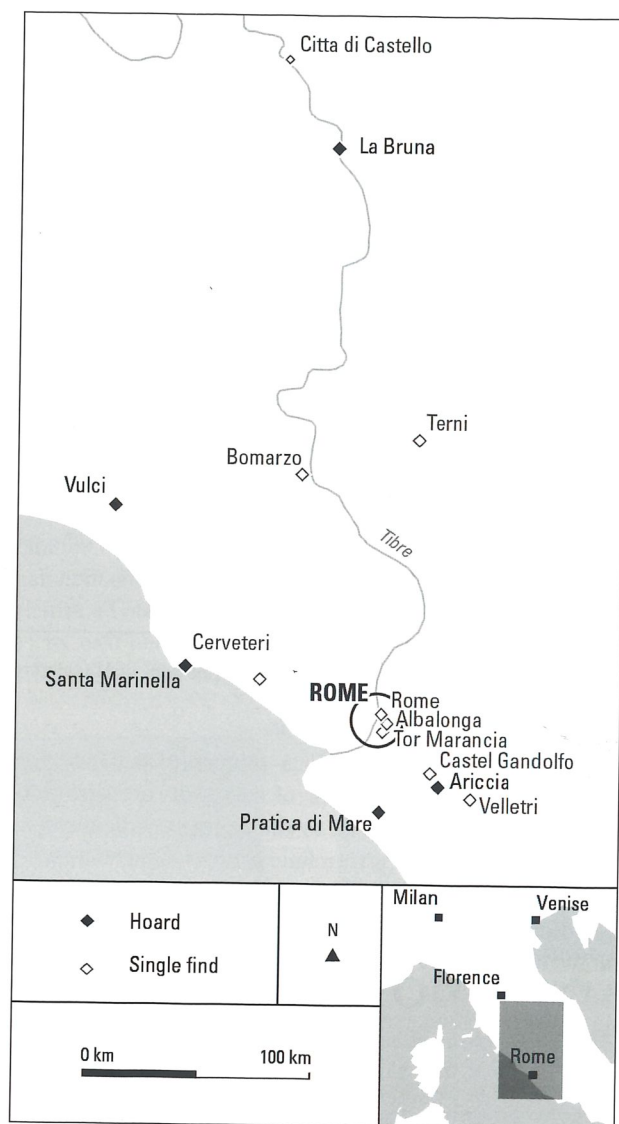 Citta di Castello
La Bruna
Terni
Bomarzo
Vulci
Tibre
Cerveteri
Santa Marinella
ROME
Rome
Albalonga
Tor Marancia
Castel Gandolfo
Ariccia
Velletri
Pratica di Mare
Hoard
Single find
N
0 km 100 km
Milan
Venise
Florence
Rome